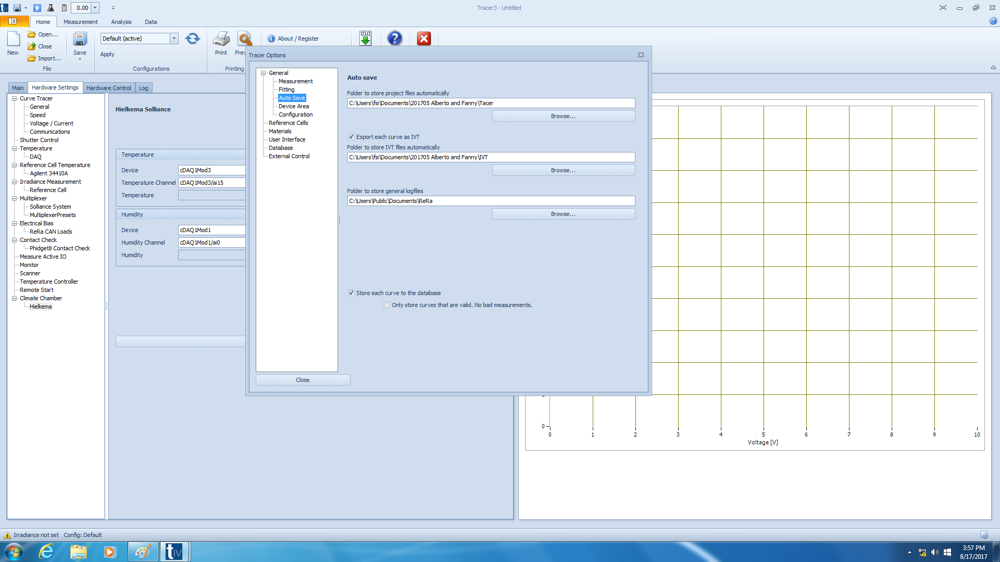 0.00
Tracer3 - Untitled
Home
Measurement
Analysis
Data
New
Open...
Close
Import...
Save
File
Default (active)
Apply
Configurations
Print
Prev
Printing
About / Register
Main
Hardware Settings
Hardware Control
Log
Curve Tracer
General
Speed
Voltage / Current
Communications
Shutter Control
Temperature
DAQ
Reference Cell Temperature
Agilent 34410A
Irradiance Measurement
Reference Cell
Multiplexer
Solliance System
MultiplexerPresets
Electrical Bias
ReRa CAN Loads
Contact Check
Phidget8 Contact Check
Measure Active IO
Monitor
Scanner
Temperature Controller
Remote Start
Climate Chamber
Hielkema
Hielkema Solliance
Temperature
Device
cDAQ1Mod3
Temperature Channel
cDAQ1Mod3/ai15
Temperature
Humidity
Device
cDAQ1Mod1
Humidity Channel
cDAQ1Mod1/ai0
Humidity
Tracer Options
General
Measurement
Fitting
Auto Save
Device Area
Configuration
Reference Cells
Materials
User Interface
Database
External Control
Close
Auto save
Folder to store project files automatically
C:\Users\fsi\Documents\201705 Alberto and Fanny\Tacer
Browse...
Export each curve as IVT
Folder to store IVT files automatically
C:\Users\fsi\Documents\201705 Alberto and Fanny\IVT
Browse...
Folder to store general logfiles
C:\Users\Public\Documents\ReRa
Browse...
Store each curve to the database
Only store curves that are valid. No bad measurements.
0
0 1 2 3 4 5 6 7 8 9 10
Voltage [V]
Irradiance not set
Config: Default
3:57 PM
8/17/2017